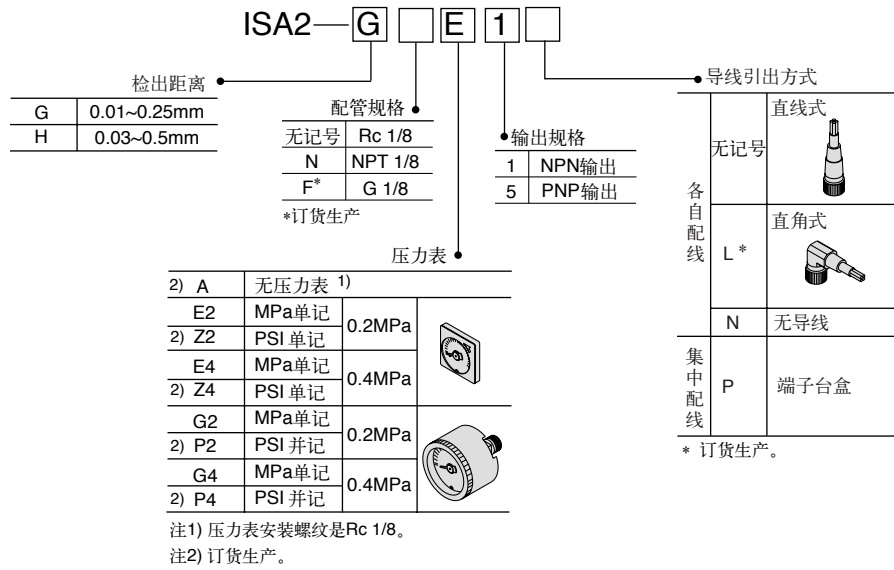 ISA2—G E 1
检出距离
G 0.01~0.25mm
H 0.03~0.5mm
配管规格
无记号 Rc 1/8
N NPT 1/8
F* G 1/8
*订货生产
输出规格
1 NPN输出
5 PNP输出
导线引出方式
各自配线
无记号 直线式
L* 直角式
N 无导线
集中配线
P 端子台盒
* 订货生产。
压力表
2) A 无压力表 1)
E2 MPa单记 0.2MPa
2) Z2 PSI 单记
E4 MPa单记 0.4MPa
2) Z4 PSI 单记
G2 MPa单记 0.2MPa
2) P2 PSI 并记
G4 MPa单记 0.4MPa
2) P4 PSI 并记
注1) 压力表安装螺纹是Rc 1/8。
注2) 订货生产。